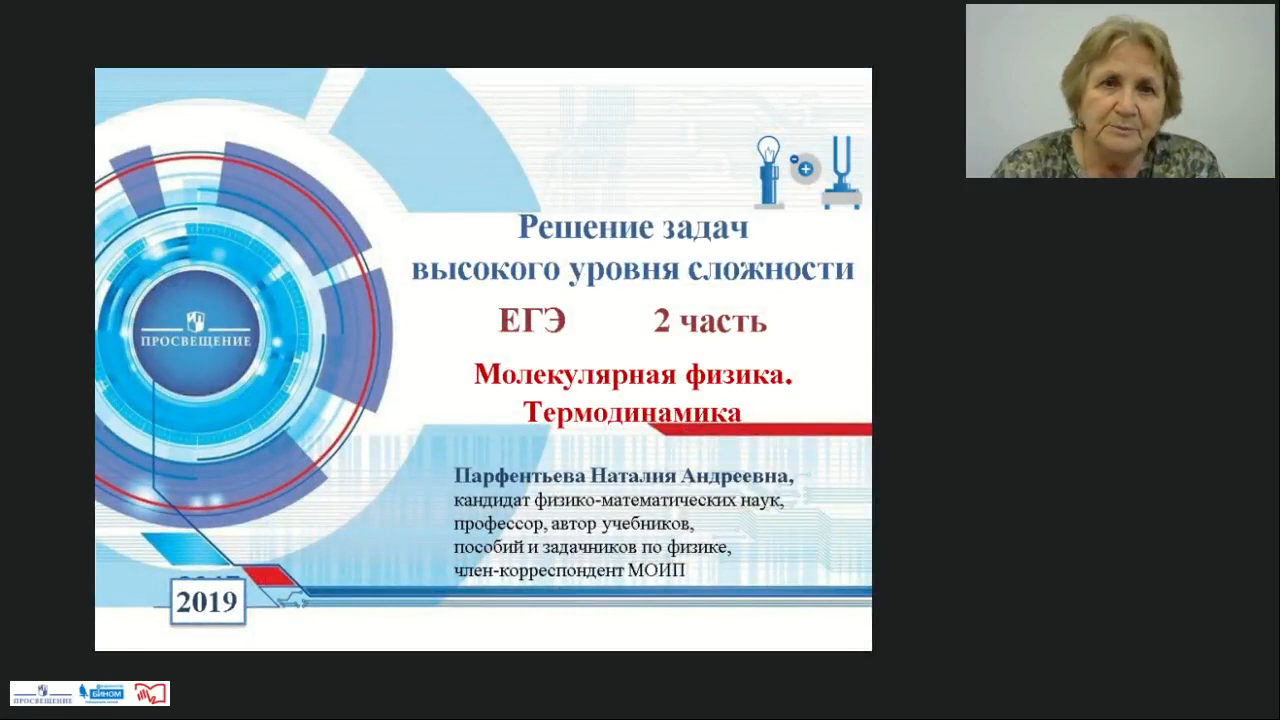 Решение задач
высокого уровня сложности
ЕГЭ 2 часть
Молекулярная физика.
Термодинамика
ПРОСВЕЩЕНИЕ
Парфентьева Наталия Андреевна,
кандидат физико-математических наук,
профессор, автор учебников,
пособий и задачников по физике,
член-корреспондент МОИП
2019
ПРОСВЕЩЕНИЕ
БИНОМ